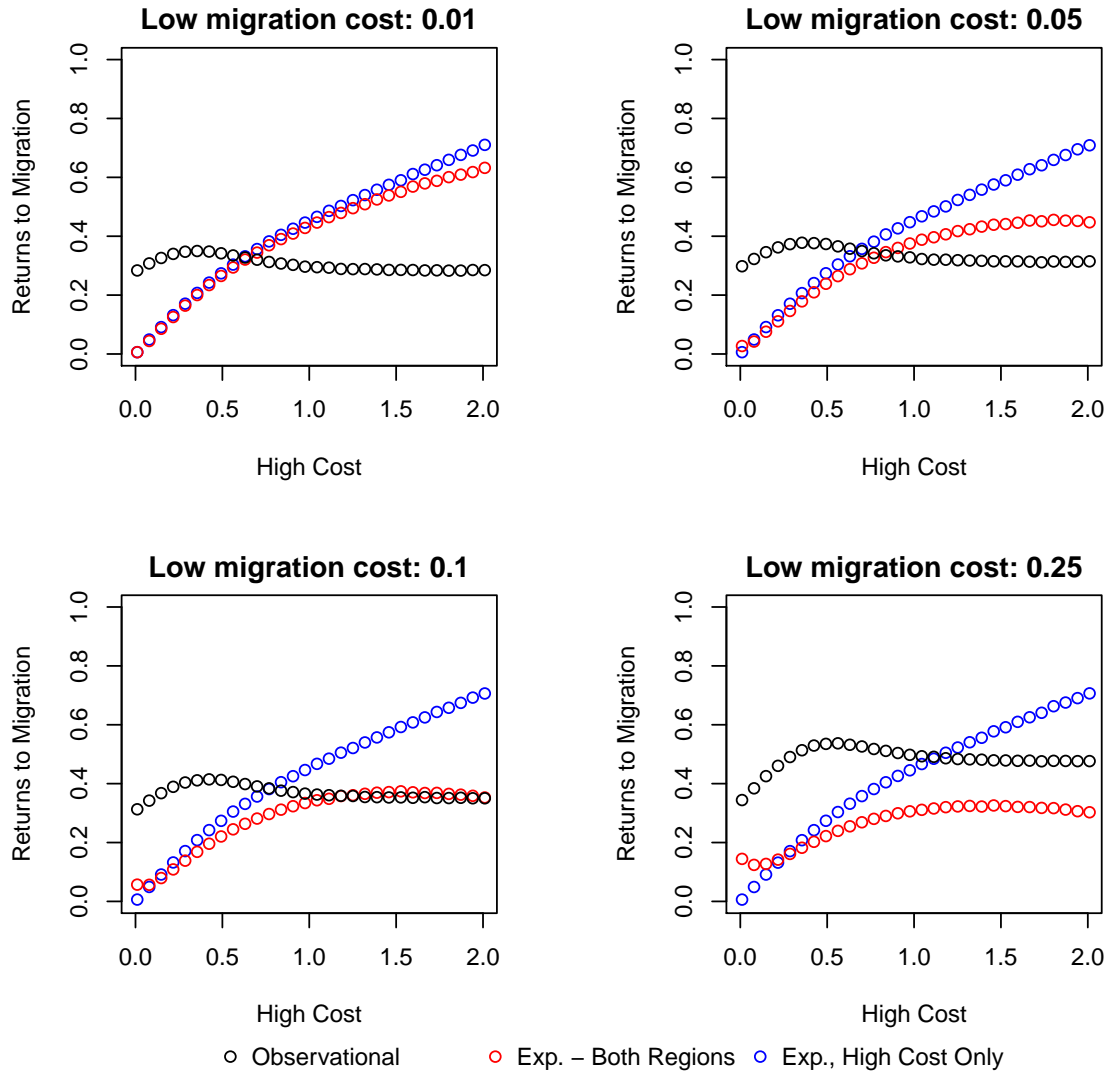 Low migration cost: 0.01
1.0
0.8
0.6
0.4
0.2
0.0
Returns to Migration
0.0 0.5 1.0 1.5 2.0
High Cost
Low migration cost: 0.05
1.0
0.8
0.6
0.4
0.2
0.0
Returns to Migration
0.0 0.5 1.0 1.5 2.0
High Cost
Low migration cost: 0.1
1.0
0.8
0.6
0.4
0.2
0.0
Returns to Migration
0.0 0.5 1.0 1.5 2.0
High Cost
Low migration cost: 0.25
1.0
0.8
0.6
0.4
0.2
0.0
Returns to Migration
0.0 0.5 1.0 1.5 2.0
High Cost
Observational Exp. − Both Regions Exp., High Cost Only